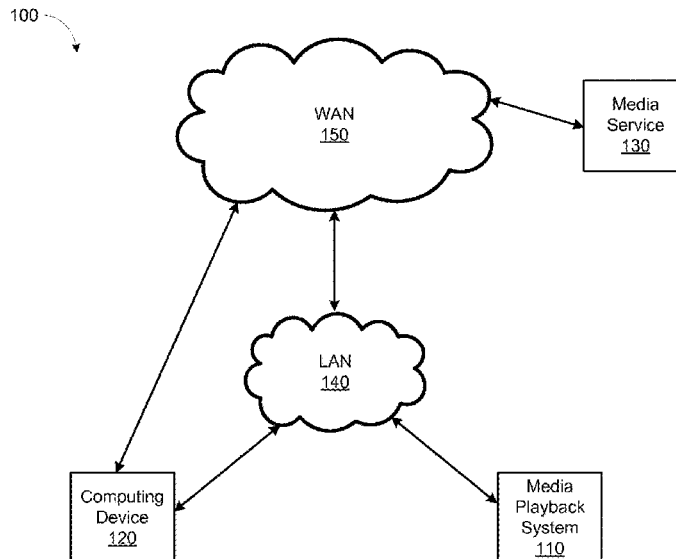 100
WAN
150
Media
Service
130
LAN
140
Computing
Device
120
Media
Playback
System 110